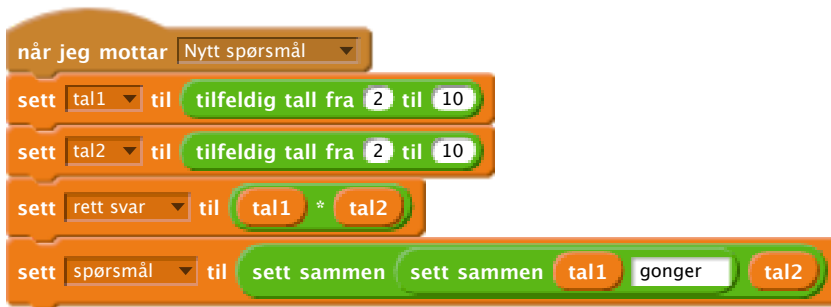 når jeg mottar Nytt spørsmål
sett tal1 til tilfeldig tall fra 2 til 10
sett tal2 til tilfeldig tall fra 2 til 10
sett rett svar til tal1 * tal2
sett spørsmål til sett sammen sett sammen tal1 gonger tal2